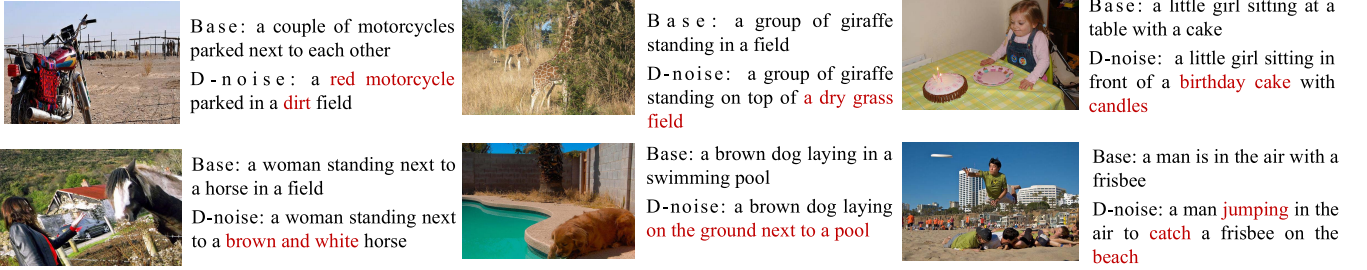 Base: a couple of motorcycles
parked next to each other
D-noise: a red motorcycle
parked in a dirt field
Base: a group of giraffe
standing in a field
D-noise: a group of giraffe
standing on top of a dry grass
field
Base: a little girl sitting at a
table with a cake
D-noise: a little girl sitting in
front of a birthday cake with
candles
Base: a woman standing next to
a horse in a field
D-noise: a woman standing next
to a brown and white horse
Base: a brown dog laying in a
swimming pool
D-noise: a brown dog laying
on the ground next to a pool
Base: a man is in the air with a
frisbee
D-noise: a man jumping in the
air to catch a frisbee on the
beach